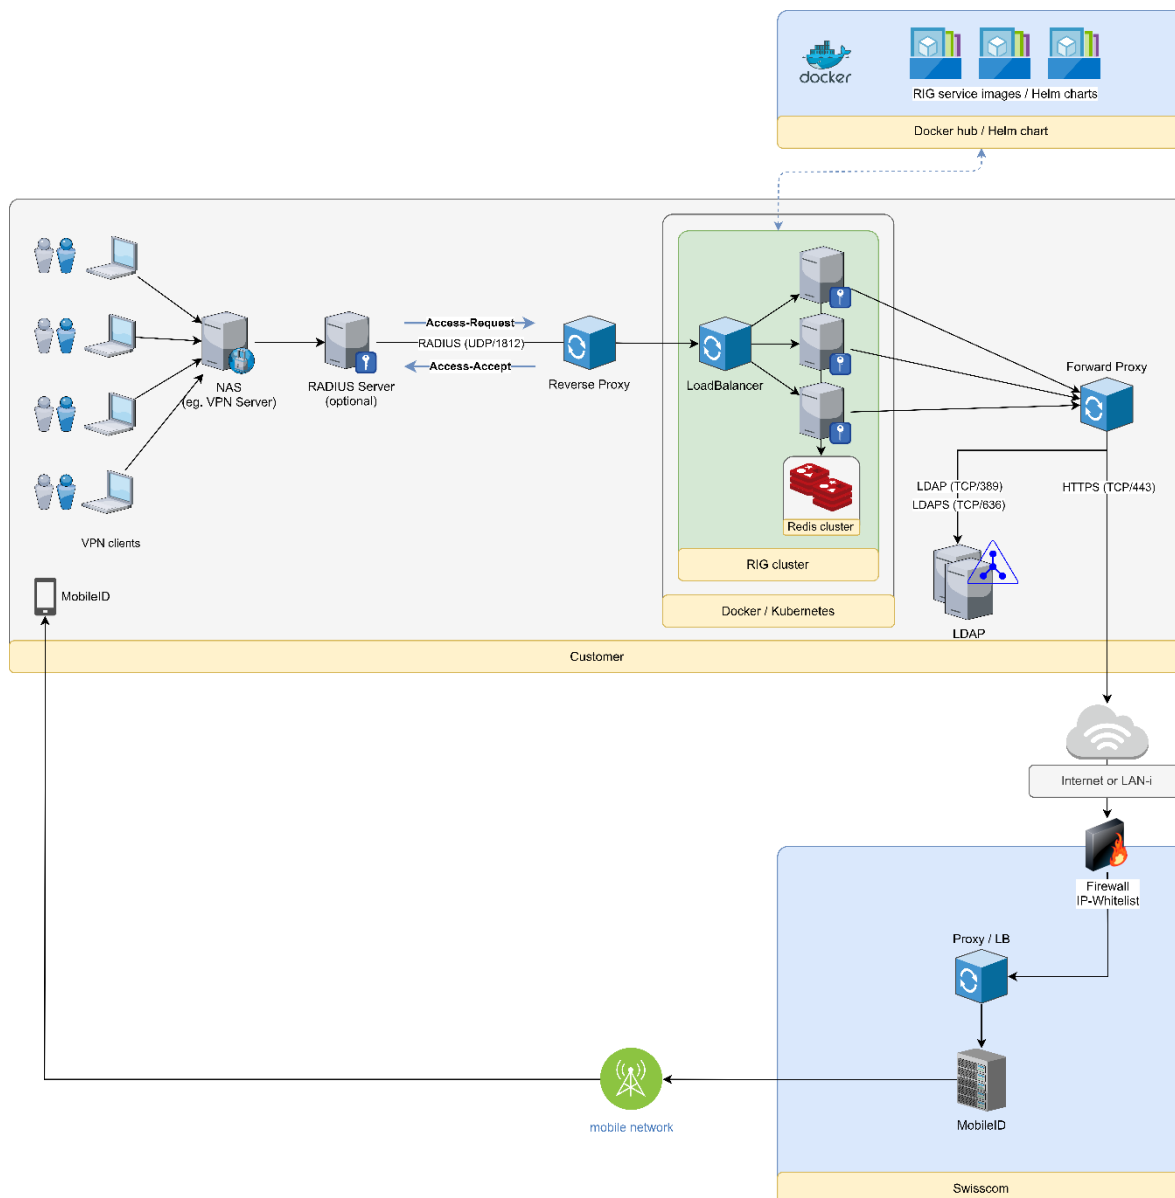 docker
RIG service images / Helm charts
Docker hub / Helm chart
Access-Request
RADIUS (UDP/1812)
Access-Accept
NAS
(eg. VPN Server)
RADIUS Server
(optional)
Reverse Proxy
LoadBalancer
Forward Proxy
LDAP (TCP/389)
LDAPS (TCP/636)
HTTPS (TCP/443)
Redis cluster
VPN clients
RIG cluster
MobileID
Docker / Kubernetes
LDAP
Customer
Internet or LAN-i
Firewall
IP-Whitelist
Proxy / LB
MobileID
mobile network
Swisscom